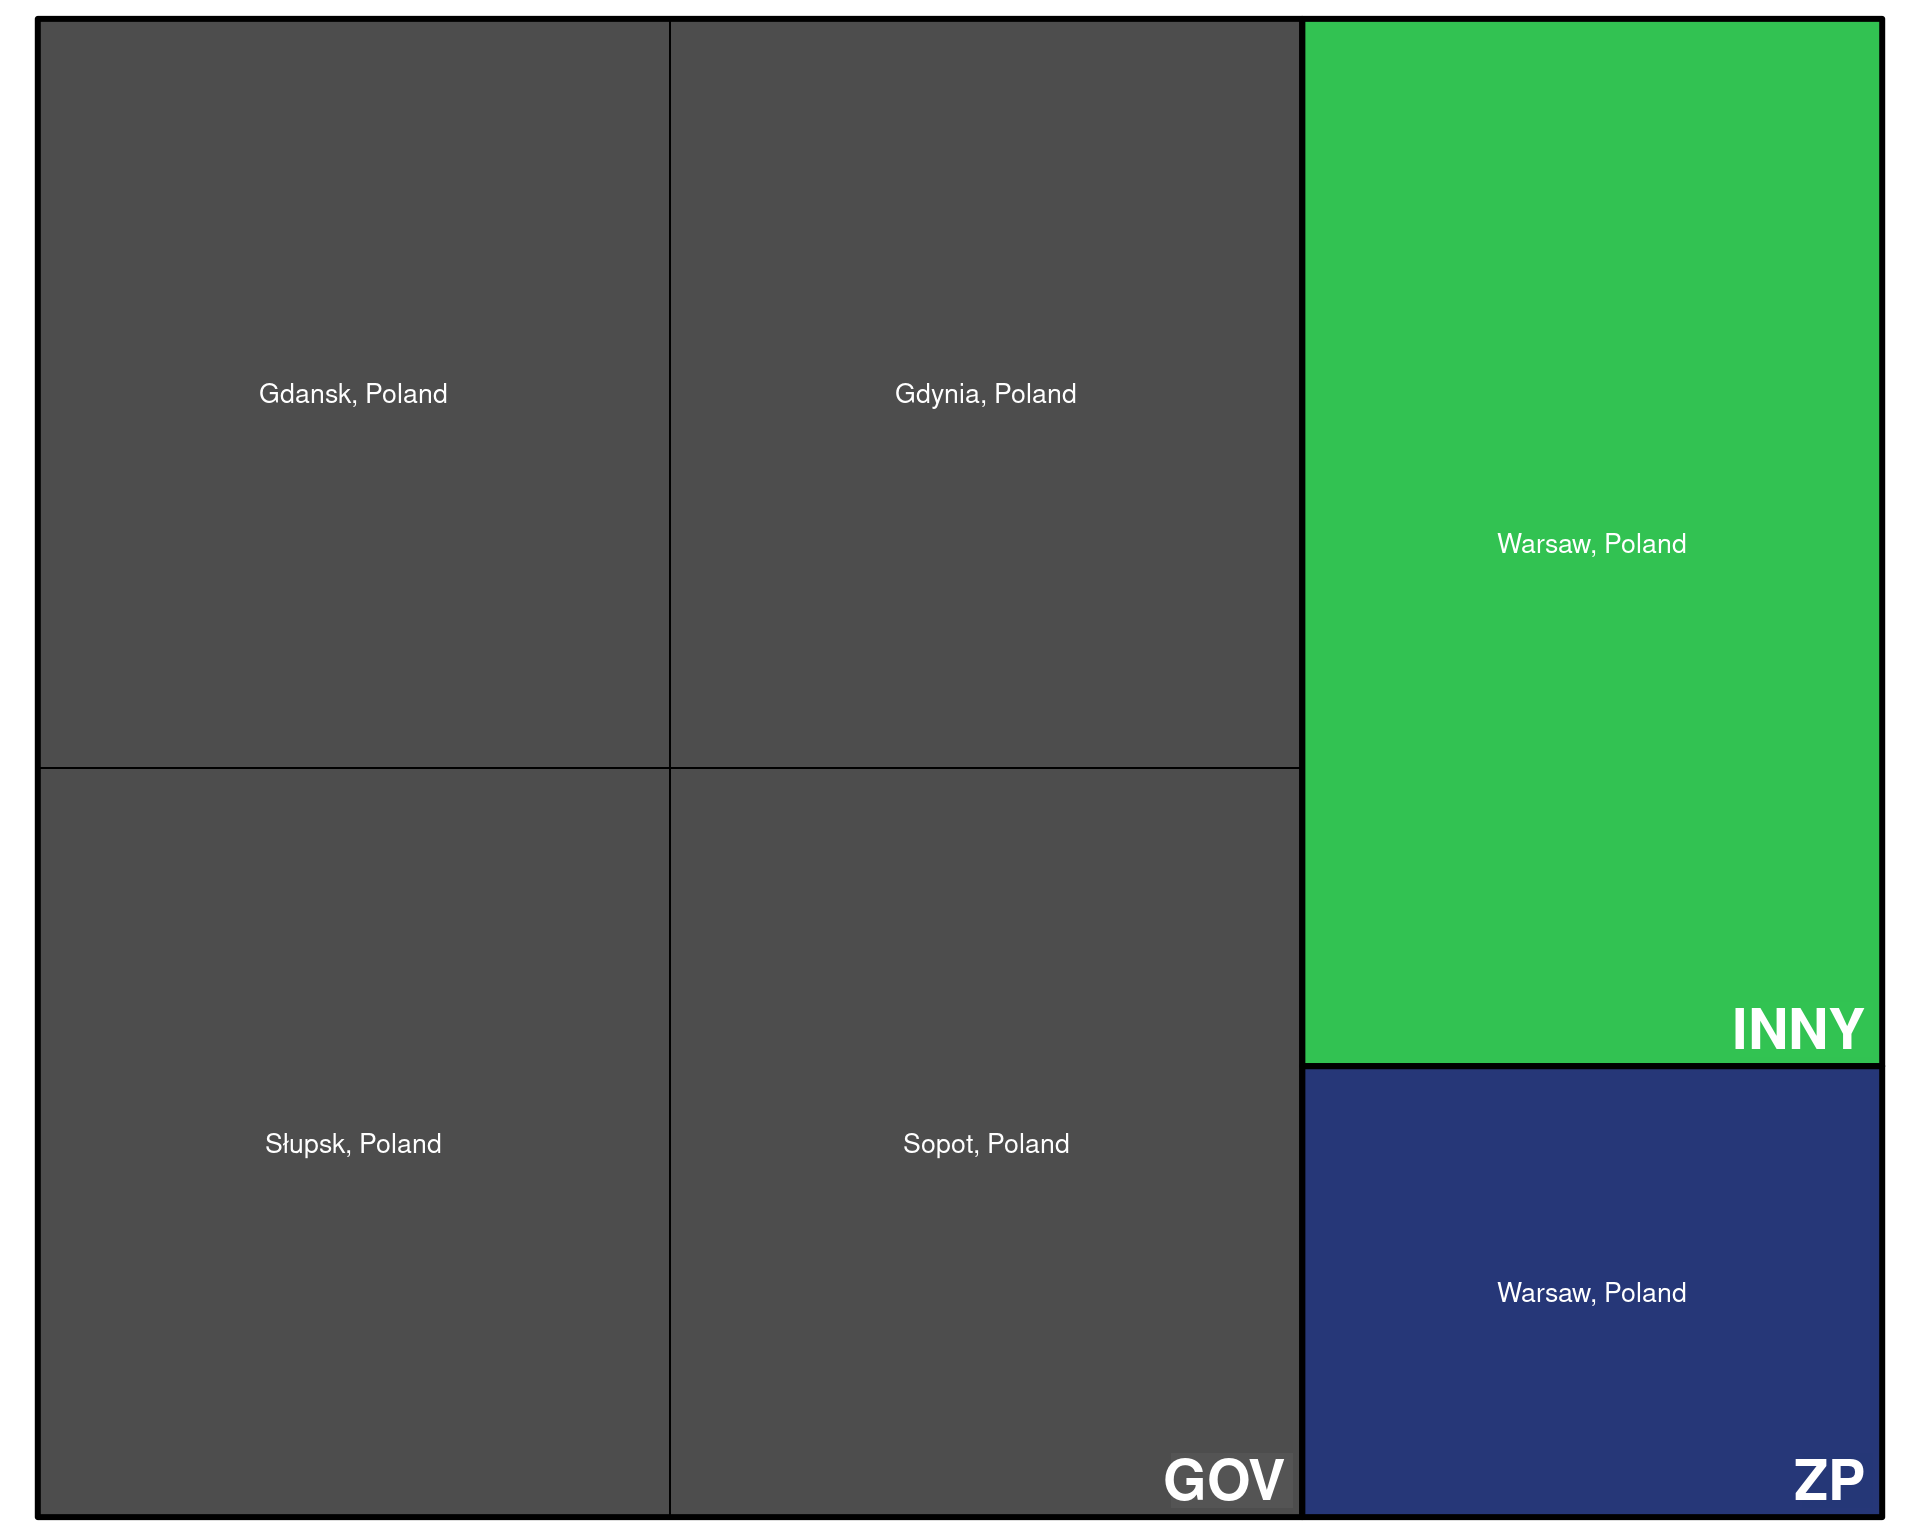 Gdansk, Poland
Gdynia, Poland
Słupsk, Poland
Sopot, Poland
GOV
Warsaw, Poland
INNY
Warsaw, Poland
ZP